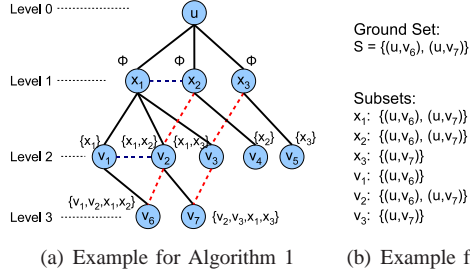 Level 0
u
Φ Φ Φ
Level 1
x1 x2 x3
{x1} {x1,x2} {x1,x3} {x2} {x3}
Level 2
v1 v2 v3 v4 v5
{v1,v2,x1,x2} {v2,v3,x1,x3}
Level 3
v6 v7
(a) Example for Algorithm 1
Ground Set:
S = {(u,v6), (u,v7)}
Subsets:
x1: {(u,v6), (u,v7)}
x2: {(u,v6), (u,v7)}
x3: {(u,v7)}
v1: {(u,v6)}
v2: {(u,v6), (u,v7)}
v3: {(u,v7)}
(b) Example f